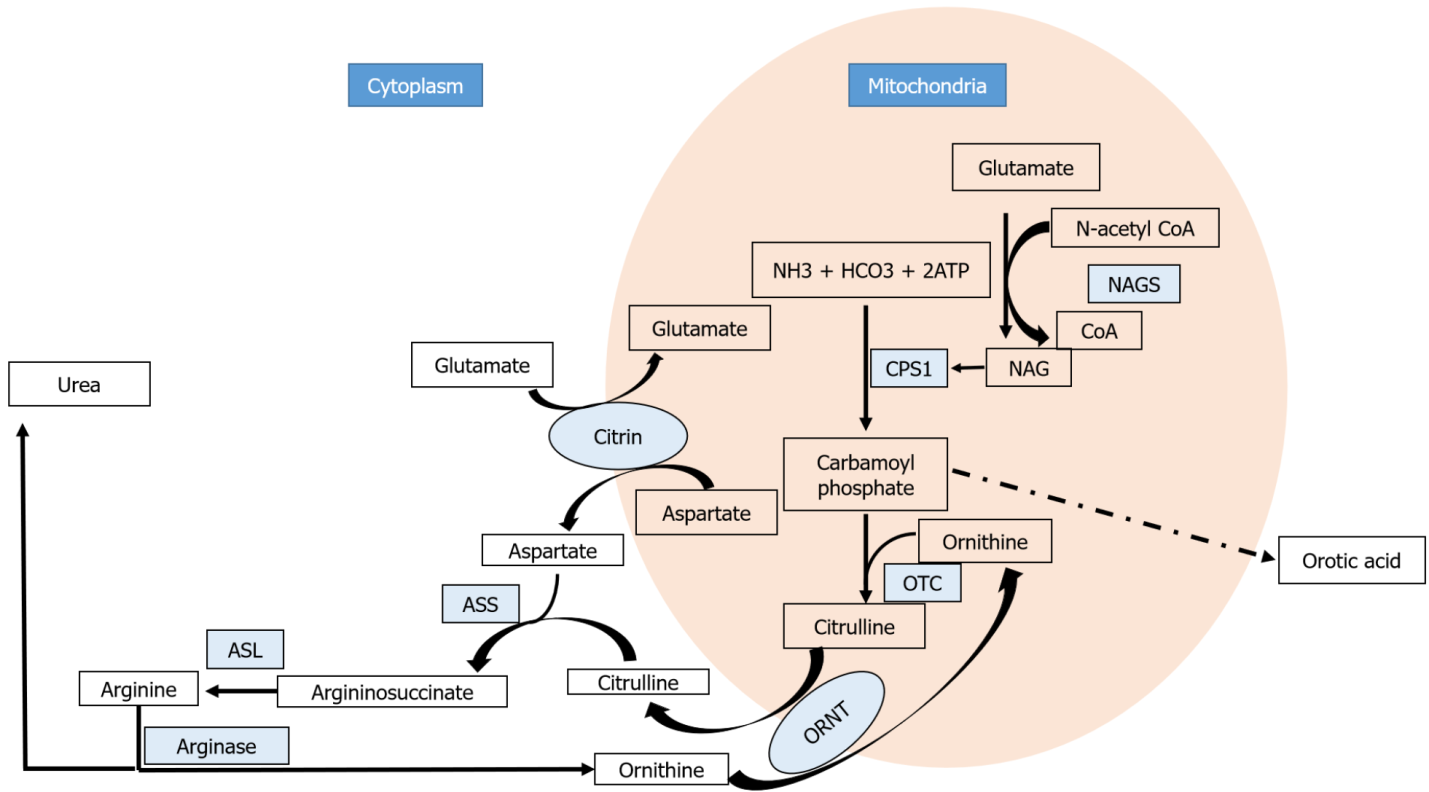 Cytoplasm
Mitochondria
Glutamate
N-acetyl CoA
NH3 + HCO3 + 2ATP
NAGS
Glutamate
CoA
Glutamate
CPS1
NAG
Urea
Citrin
Carbamoyl
phosphate
Aspartate
Ornithine
Aspartate
Orotic acid
OTC
ASS
Citrulline
ASL
Citrulline
Arginine
Argininosuccinate
ORNT
Arginase
Ornithine